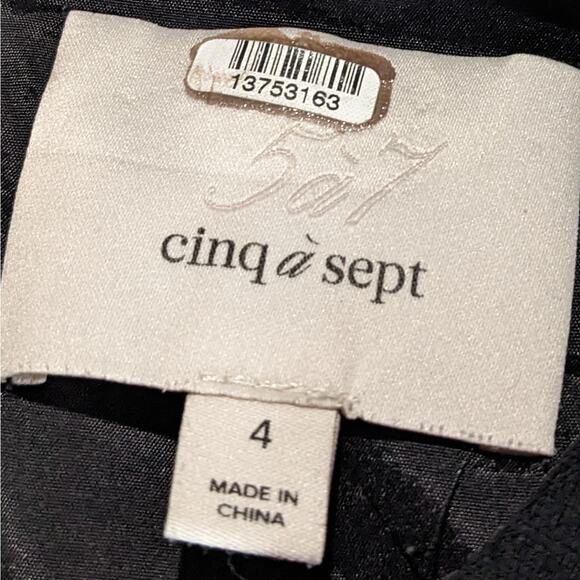 13753163
5à7
cinq à sept
4
MADE IN
CHINA